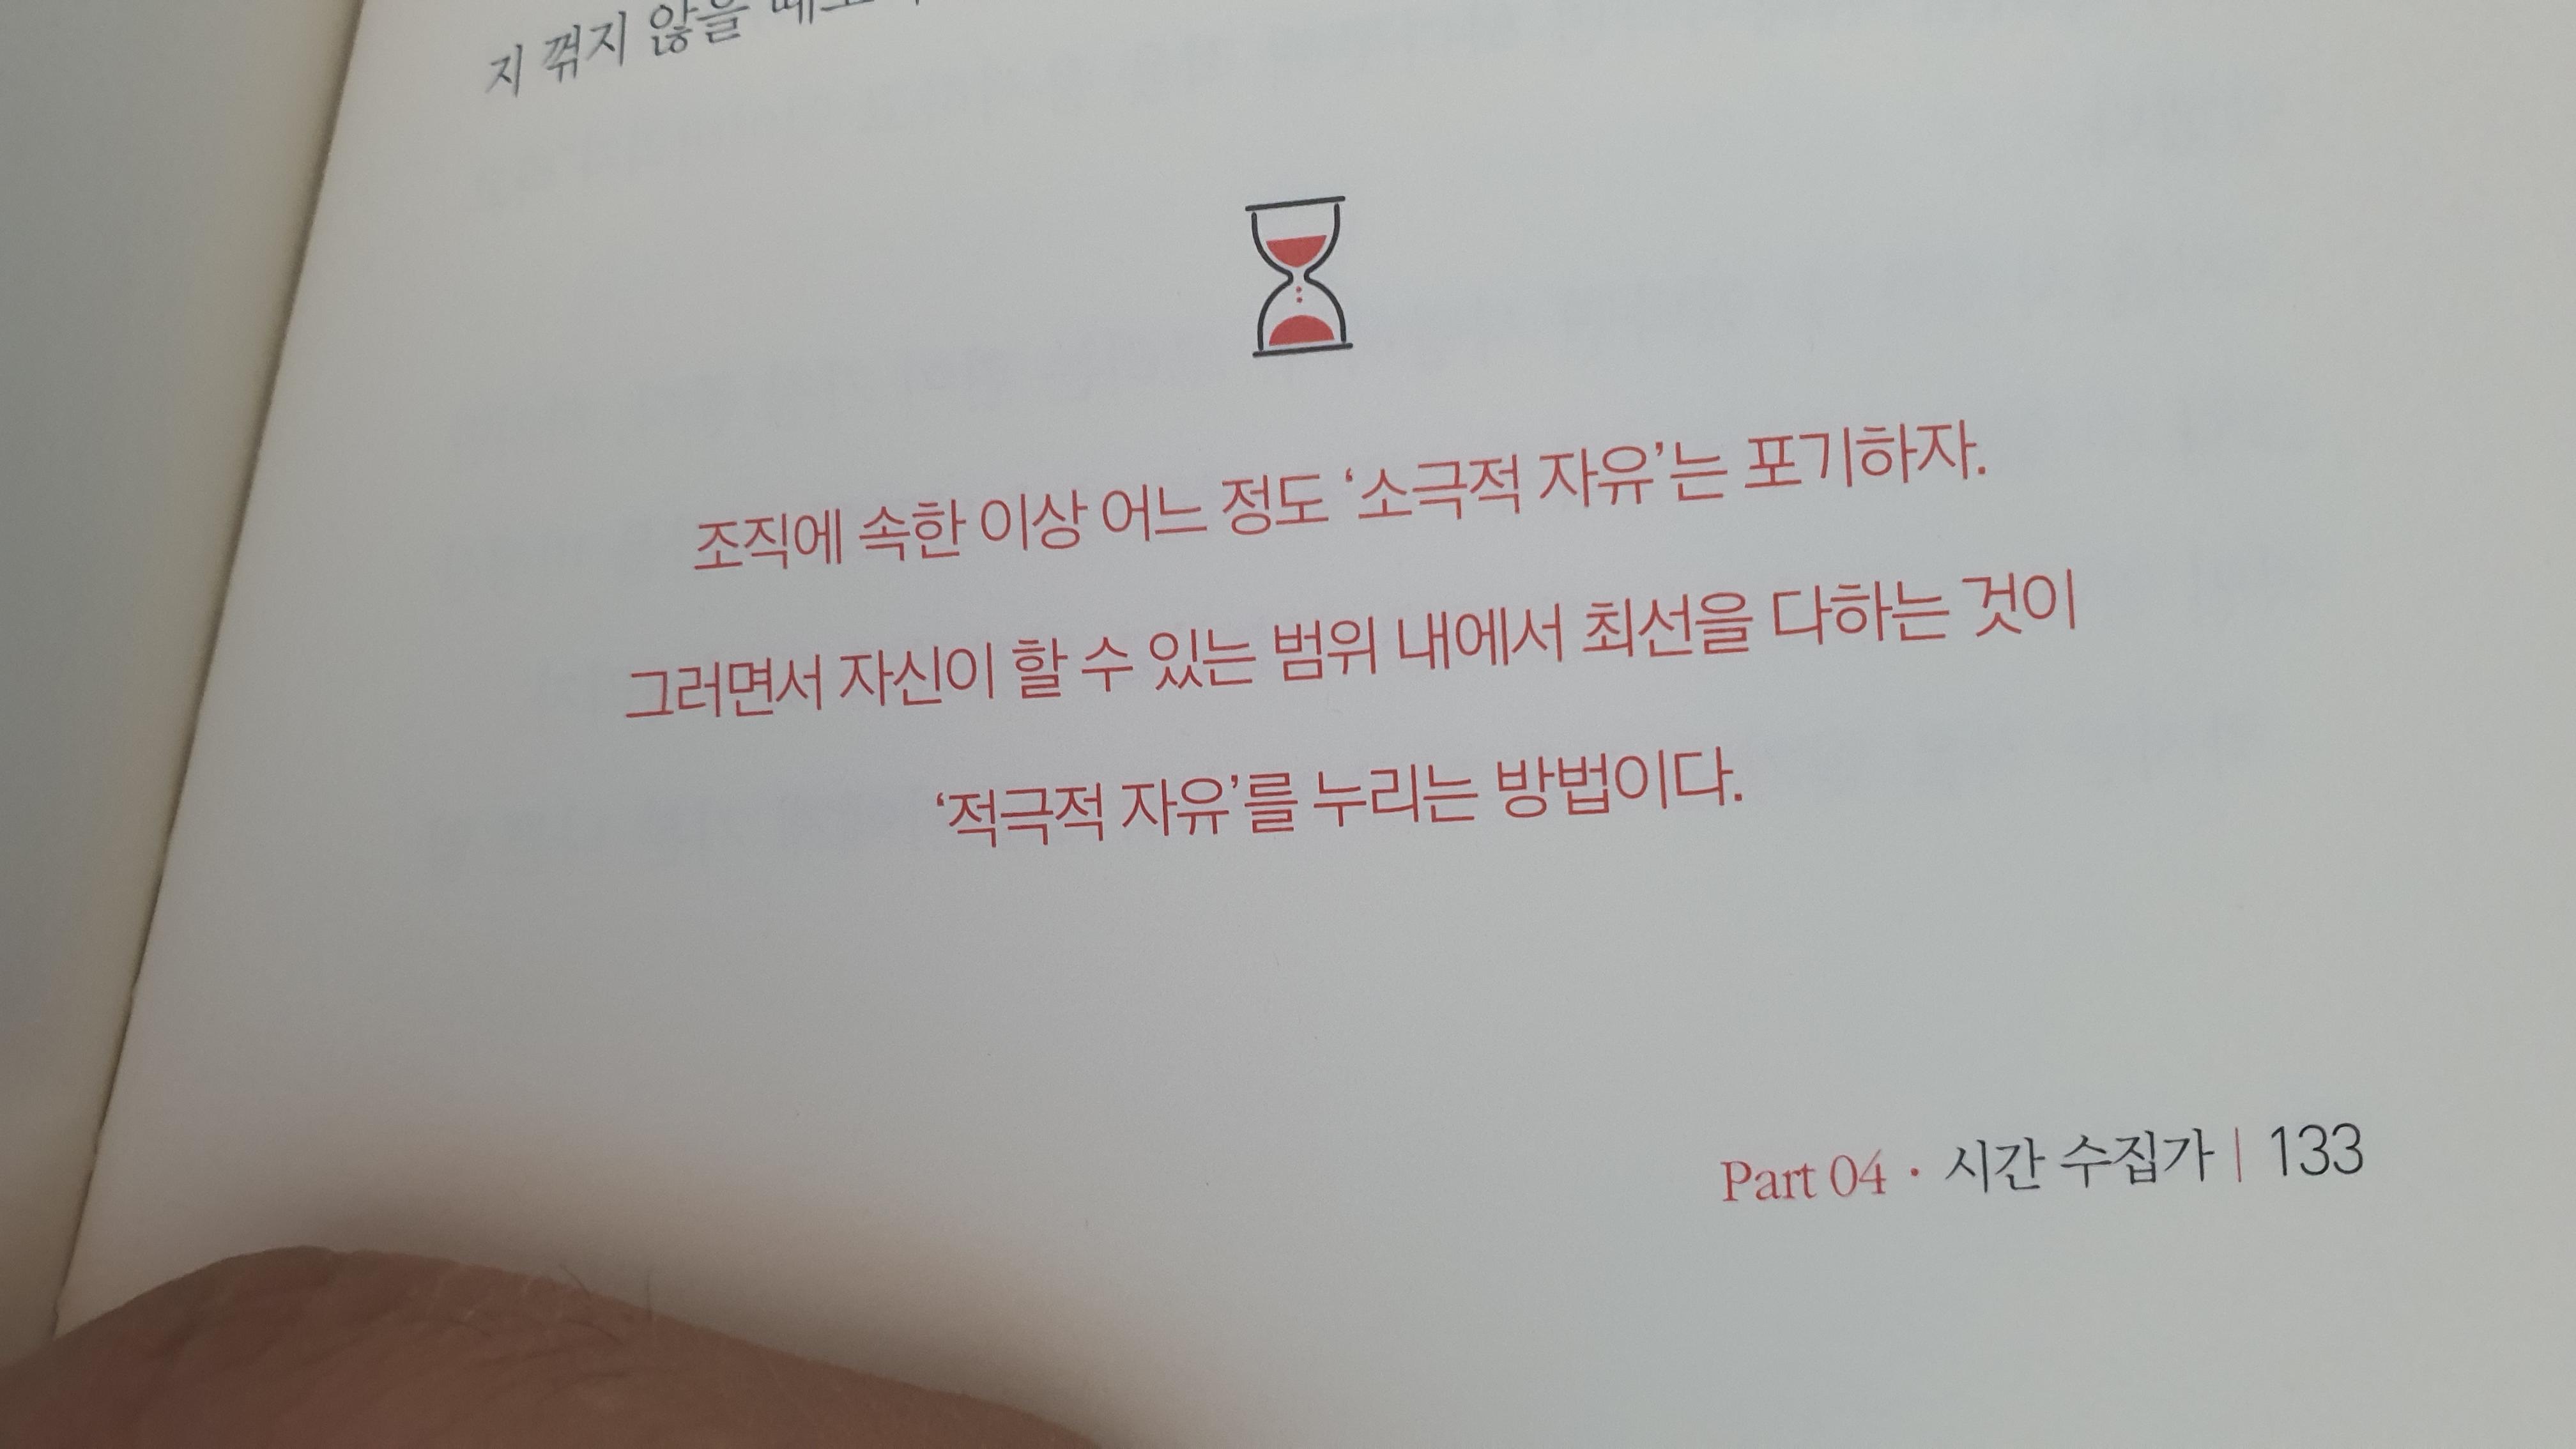 지 꺾지 않을
조직에 속한 이상 어느 정도 ‘소극적 자유’는 포기하자.
그러면서 자신이 할 수 있는 범위 내에서 최선을 다하는 것이
‘적극적 자유’를 누리는 방법이다.
Part 04 · 시간 수집가 | 133